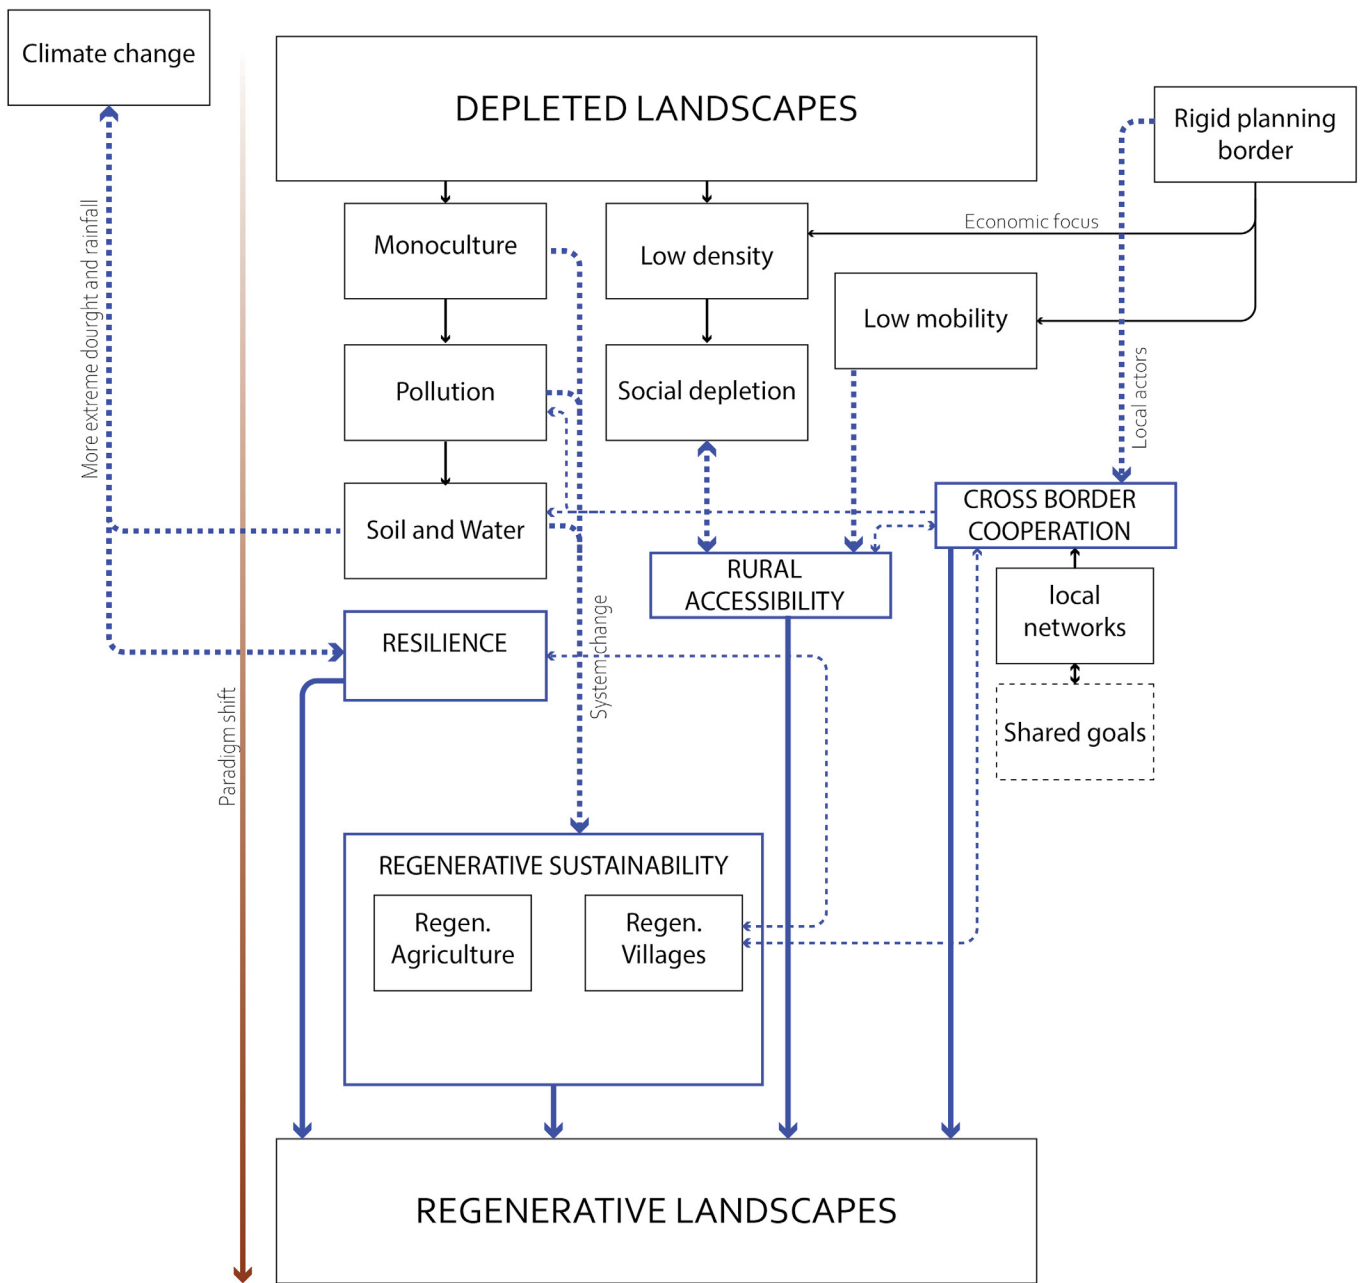 Climate change
DEPLETED LANDSCAPES
Rigid planning
border
Monoculture
Low density
Economic focus
Low mobility
More extreme dourght and rainfall
Pollution
Social depletion
Local actors
Soil and Water
CROSS BORDER
COOPERATION
RURAL
ACCESSIBILITY
local
networks
RESILIENCE
System change
Shared goals
Paradigm shift
REGENERATIVE SUSTAINABILITY
Regen.
Agriculture
Regen.
Villages
REGENERATIVE LANDSCAPES